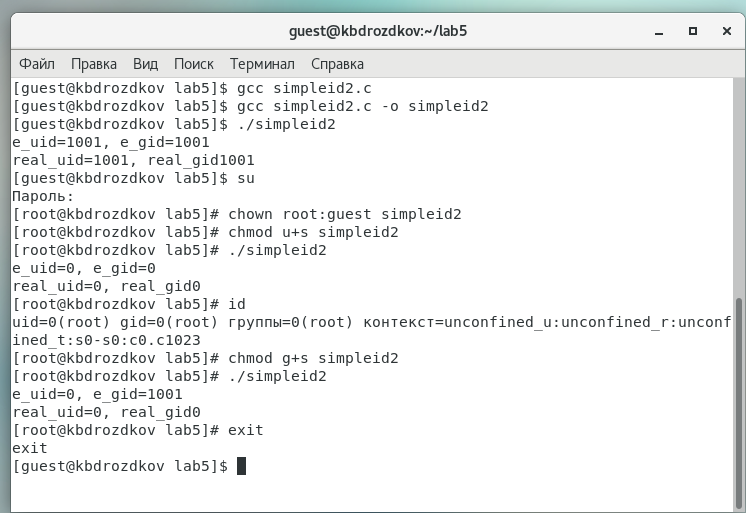 guest@kbdrozdkov:~/lab5
Файл Правка Вид Поиск Терминал Справка
[guest@kbdrozdkov lab5]$ gcc simpleid2.c
[guest@kbdrozdkov lab5]$ gcc simpleid2.c -o simpleid2
[guest@kbdrozdkov lab5]$ ./simpleid2
e_uid=1001, e_gid=1001
real_uid=1001, real_gid1001
[guest@kbdrozdkov lab5]$ su
Пароль:
[root@kbdrozdkov lab5]# chown root:guest simpleid2
[root@kbdrozdkov lab5]# chmod u+s simpleid2
[root@kbdrozdkov lab5]# ./simpleid2
e_uid=0, e_gid=0
real_uid=0, real_gid0
[root@kbdrozdkov lab5]# id
uid=0(root) gid=0(root) группы=0(root) контекст=unconfined_u:unconfined_r:unconf
ined_t:s0-s0:c0.c1023
[root@kbdrozdkov lab5]# chmod g+s simpleid2
[root@kbdrozdkov lab5]# ./simpleid2
e_uid=0, e_gid=1001
real_uid=0, real_gid0
[root@kbdrozdkov lab5]# exit
exit
[guest@kbdrozdkov lab5]$